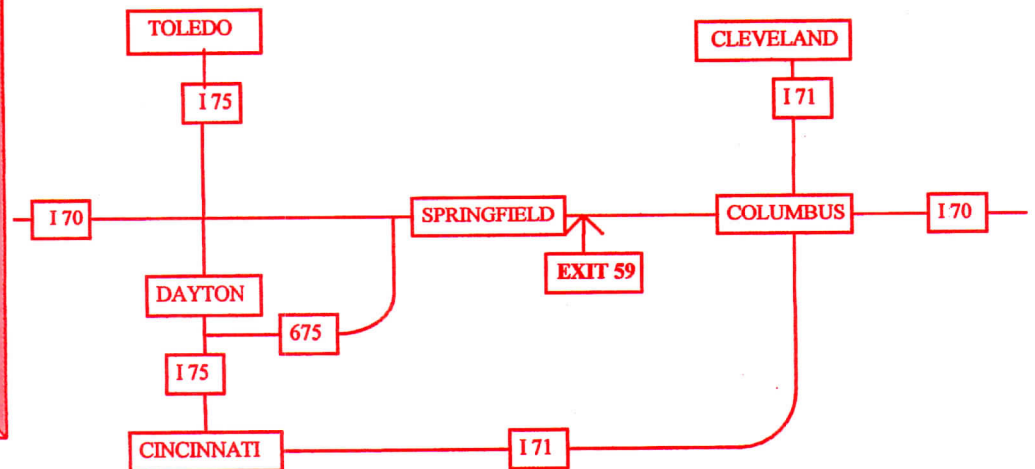 TOLEDO
CLEVELAND
I 75
I 71
I 70
SPRINGFIELD
COLUMBUS
I 70
EXIT 59
DAYTON
675
I 75
CINCINNATI
I 71